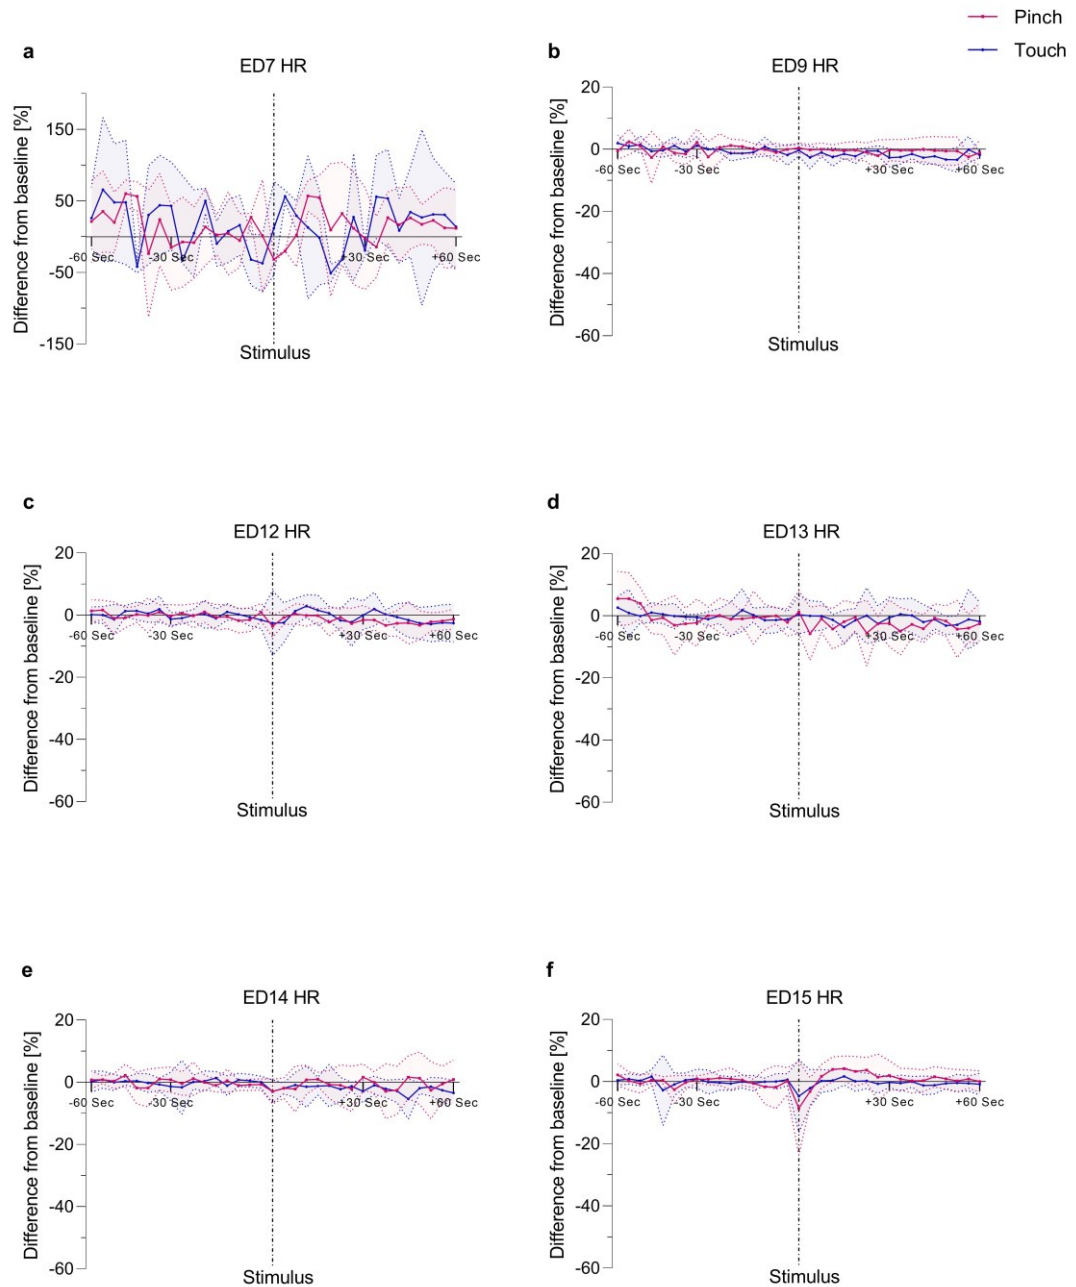 Pinch
Touch
a
ED7 HR
Difference from baseline [%]
150
50
-50
-150
-60 Sec
-30 Sec
+30 Sec
+60 Sec
Stimulus
b
ED9 HR
Difference from baseline [%]
20
0
-20
-40
-60
-60 Sec
-30 Sec
+30 Sec
+60 Sec
Stimulus
c
ED12 HR
Difference from baseline [%]
20
0
-20
-40
-60
-60 Sec
-30 Sec
+30 Sec
+60 Sec
Stimulus
d
ED13 HR
Difference from baseline [%]
20
0
-20
-40
-60
-60 Sec
-30 Sec
+30 Sec
+60 Sec
Stimulus
e
ED14 HR
Difference from baseline [%]
20
0
-20
-40
-60
-60 Sec
-30 Sec
+30 Sec
+60 Sec
Stimulus
f
ED15 HR
Difference from baseline [%]
20
0
-20
-40
-60
-60 Sec
-30 Sec
+30 Sec
+60 Sec
Stimulus